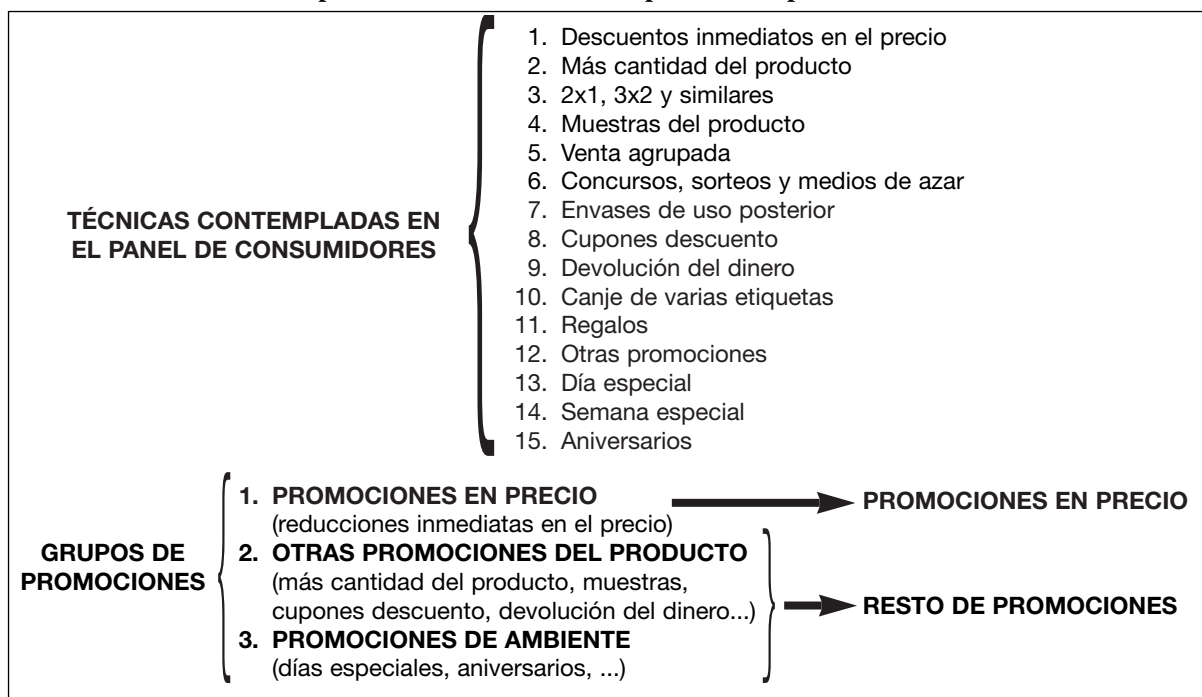 1. Descuentos inmediatos en el precio
2. Más cantidad del producto
3. 2x1, 3x2 y similares
4. Muestras del producto
5. Venta agrupada
6. Concursos, sorteos y medios de azar
7. Envases de uso posterior
8. Cupones descuento
9. Devolución del dinero
10. Canje de varias etiquetas
11. Regalos
12. Otras promociones
13. Día especial
14. Semana especial
15. Aniversarios
TÉCNICAS CONTEMPLADAS EN
EL PANEL DE CONSUMIDORES
GRUPOS DE
PROMOCIONES
1. PROMOCIONES EN PRECIO
(reducciones inmediatas en el precio)
2. OTRAS PROMOCIONES DEL PRODUCTO
(más cantidad del producto, muestras,
cupones descuento, devolución del dinero...)
3. PROMOCIONES DE AMBIENTE
(días especiales, aniversarios, ...)
PROMOCIONES EN PRECIO
RESTO DE PROMOCIONES